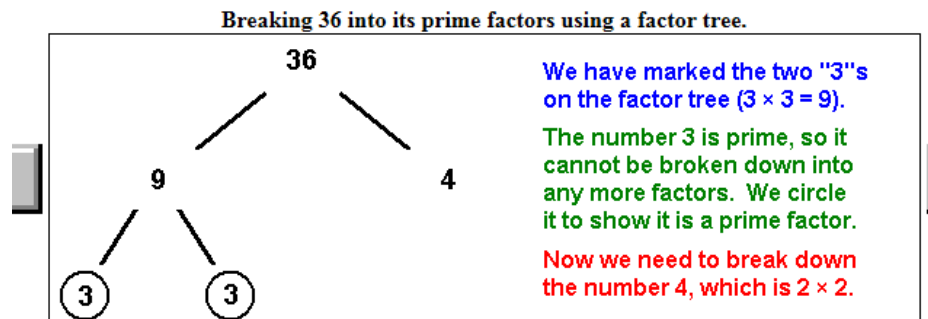 Breaking 36 into its prime factors using a factor tree.
36
9
4
3
3
We have marked the two "3"s
on the factor tree (3 × 3 = 9).
The number 3 is prime, so it
cannot be broken down into
any more factors.  We circle
it to show it is a prime factor.
Now we need to break down
the number 4, which is 2 × 2.